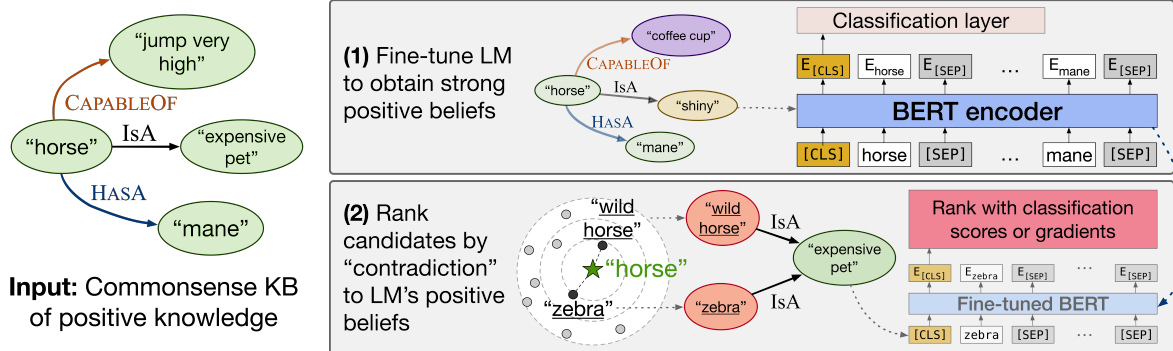 “jump very
high”
CAPABLEOF
“horse”
ISA
“expensive
pet”
HASA
“mane”
Input: Commonsense KB
of positive knowledge
(1) Fine-tune LM
to obtain strong
positive beliefs
“coffee cup”
CAPABLEOF
“horse”
ISA
“shiny”
HASA
“mane”
Classification layer
E[CLS] Ehorse E[SEP] ... Emane E[SEP]
BERT encoder
[CLS] horse [SEP] ... mane [SEP]
(2) Rank
candidates by
“contradiction”
to LM’s positive
beliefs
“wild
horse”
“horse”
“zebra”
“wild
horse”
ISA
“expensive
pet”
“zebra”
ISA
Rank with classification
scores or gradients
E[CLS] Ezebra E[SEP] ... E[SEP]
Fine-tuned BERT
[CLS] zebra [SEP] ... [SEP]